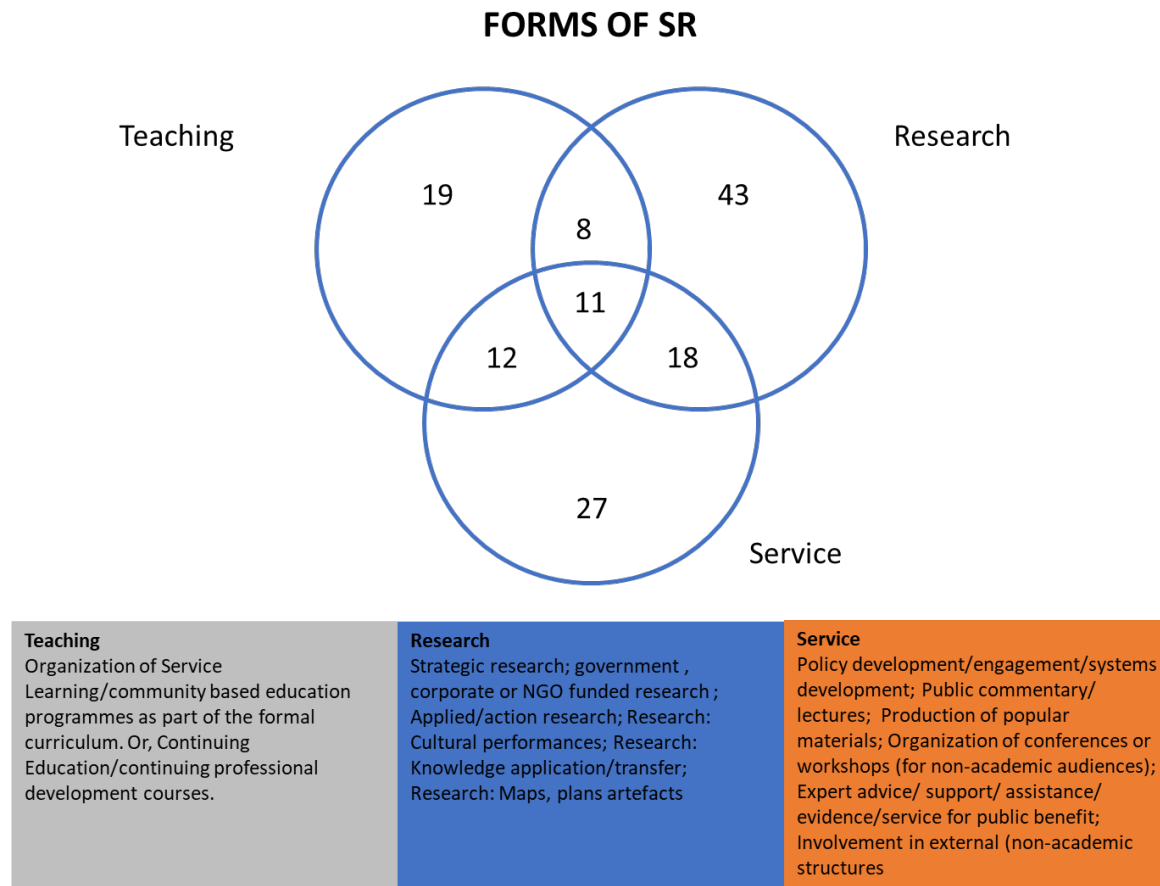 FORMS OF SR
Teaching
Research
19
43
8
11
12
18
27
Service
Teaching
Organization of Service
Learning/community based education
programmes as part of the formal
curriculum. Or, Continuing
Education/continuing professional
development courses.
Research
Strategic research; government ,
corporate or NGO funded research ;
Applied/action research; Research:
Cultural performances; Research:
Knowledge application/transfer;
Research: Maps, plans artefacts
Service
Policy development/engagement/systems
development; Public commentary/
lectures;  Production of popular
materials; Organization of conferences or
workshops (for non-academic audiences);
Expert advice/ support/ assistance/
evidence/service for public benefit;
Involvement in external (non-academic
structures